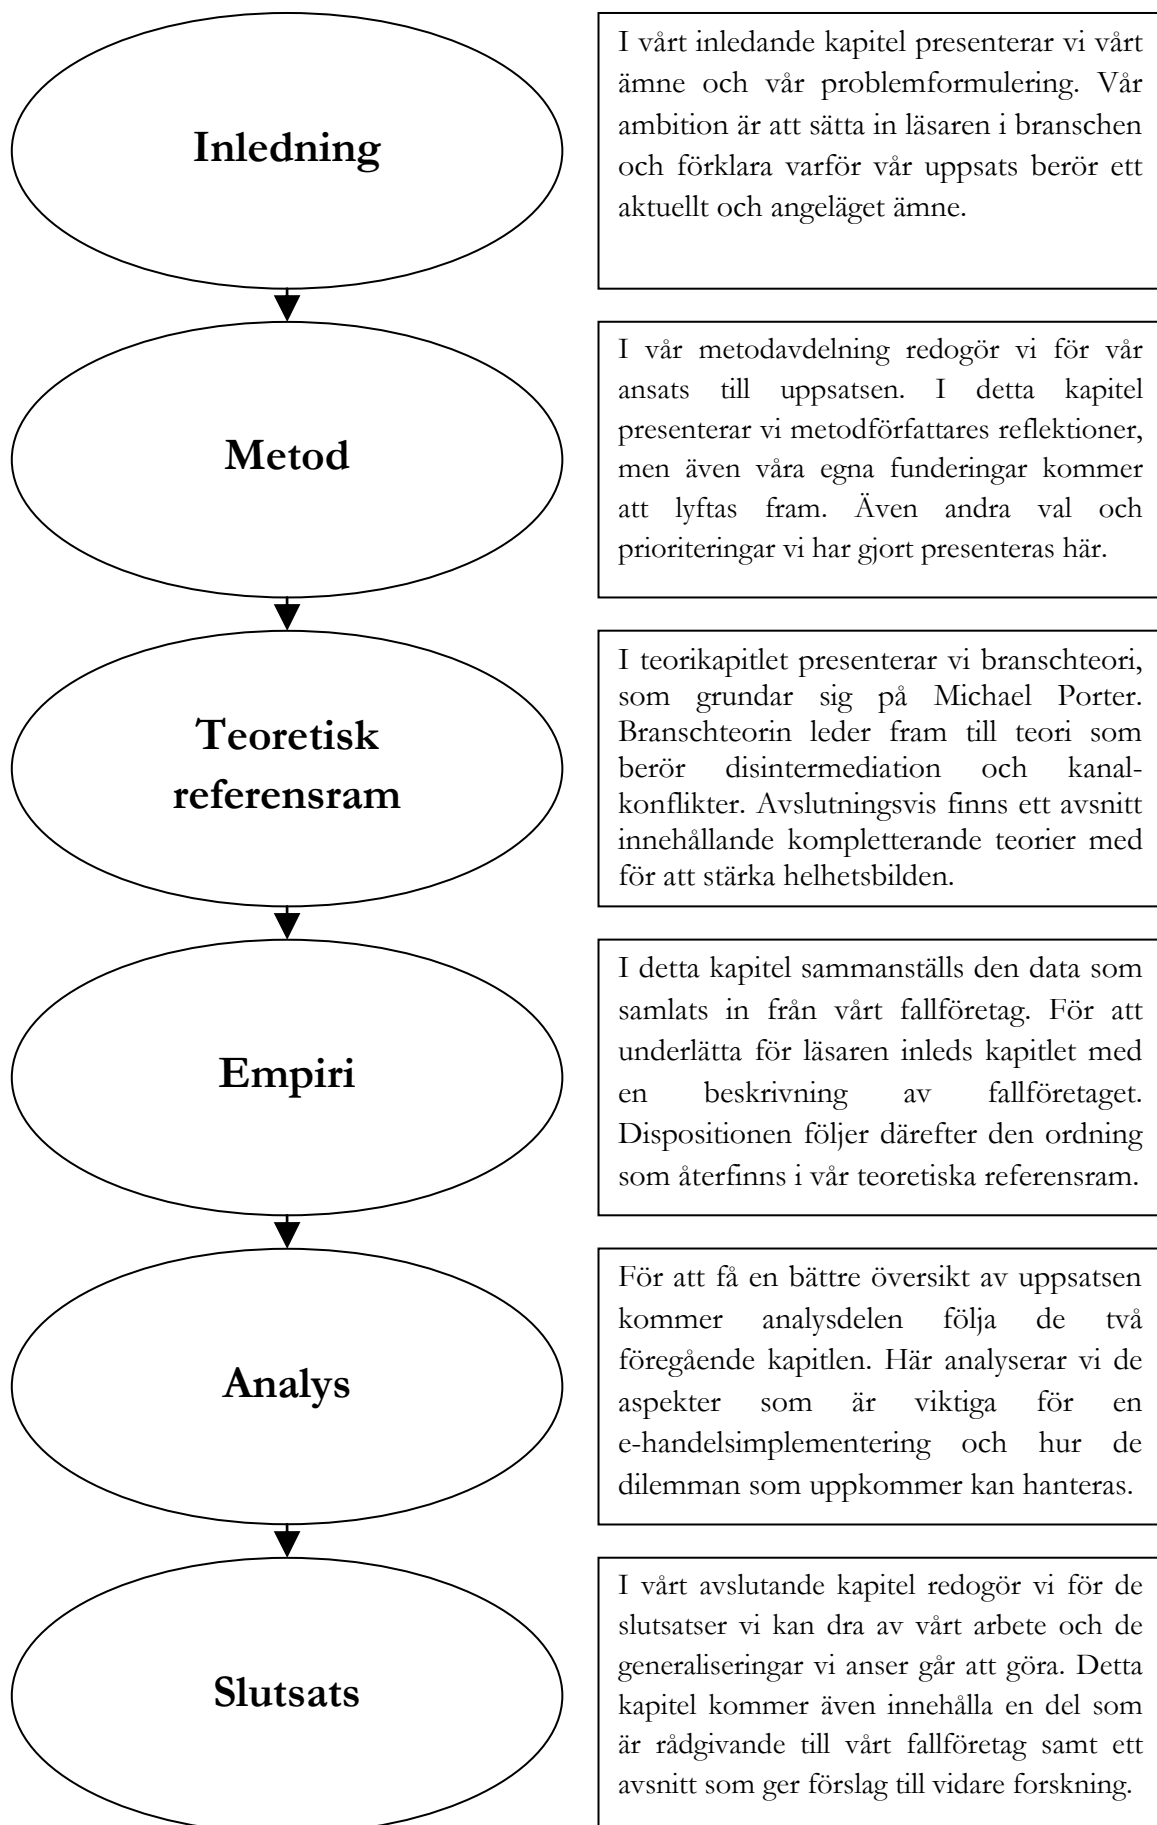 Inledning
I vårt inledande kapitel presenterar vi vårt
ämne och vår problemformulering. Vår
ambition är att sätta in läsaren i branschen
och förklara varför vår uppsats berör ett
aktuellt och angeläget ämne.
Metod
I vår metodavdelning redogör vi för vår
ansats till uppsatsen. I detta kapitel
presenterar vi metodförfattares reflektioner,
men även våra egna funderingar kommer
att lyftas fram. Även andra val och
prioriteringar vi har gjort presenteras här.
Teoretisk
referensram
I teorikapitlet presenterar vi branschteori,
som grundar sig på Michael Porter.
Branschteorin leder fram till teori som
berör disintermediation och kanal-
konflikter. Avslutningsvis finns ett avsnitt
innehållande kompletterande teorier med
för att stärka helhetsbilden.
Empiri
I detta kapitel sammanställs den data som
samlats in från vårt fallföretag. För att
underlätta för läsaren inleds kapitlet med
en beskrivning av fallföretaget.
Dispositionen följer därefter den ordning
som återfinns i vår teoretiska referensram.
Analys
För att få en bättre översikt av uppsatsen
kommer analysdelen följa de två
föregående kapitlen. Här analyserar vi de
aspekter som är viktiga för en
e-handelsimplementering och hur de
dilemman som uppkommer kan hanteras.
Slutsats
I vårt avslutande kapitel redogör vi för de
slutsatser vi kan dra av vårt arbete och de
generaliseringar vi anser går att göra. Detta
kapitel kommer även innehålla en del som
är rådgivande till vårt fallföretag samt ett
avsnitt som ger förslag till vidare forskning.